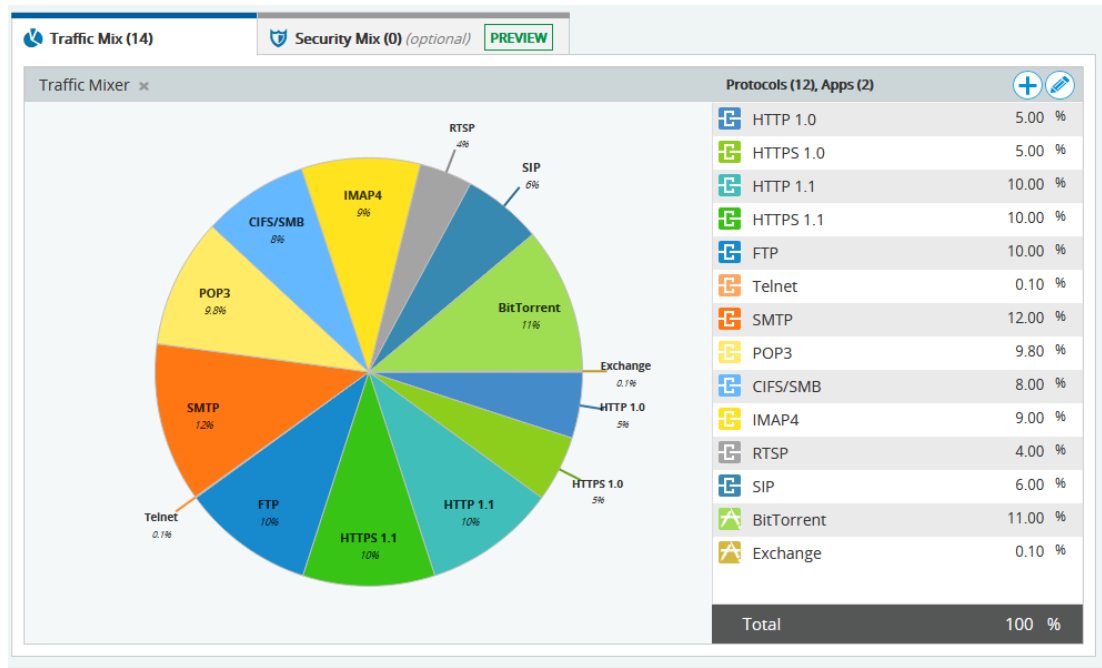 Traffic Mix (14)
Security Mix (0) (optional) PREVIEW
Traffic Mixer ×
Protocols (12), Apps (2)
RTSP
4%
SIP
6%
IMAP4
9%
CIFS/SMB
8%
POP3
9.8%
BitTorrent
11%
Exchange
0.1%
HTTP 1.0
5%
SMTP
12%
HTTPS 1.0
5%
Telnet
0.1%
FTP
10%
HTTP 1.1
10%
HTTPS 1.1
10%
HTTP 1.0 5.00 %
HTTPS 1.0 5.00 %
HTTP 1.1 10.00 %
HTTPS 1.1 10.00 %
FTP 10.00 %
Telnet 0.10 %
SMTP 12.00 %
POP3 9.80 %
CIFS/SMB 8.00 %
IMAP4 9.00 %
RTSP 4.00 %
SIP 6.00 %
BitTorrent 11.00 %
Exchange 0.10 %
Total 100 %